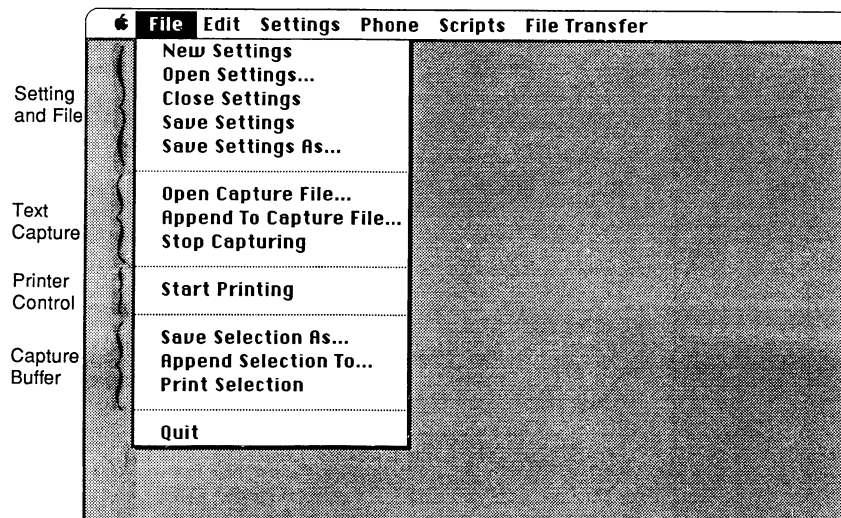 File Edit Settings Phone Scripts File Transfer
Setting and File
New Settings
Open Settings...
Close Settings
Save Settings
Save Settings As...
Text Capture
Open Capture File...
Append To Capture File...
Stop Capturing
Printer Control
Start Printing
Capture Buffer
Save Selection As...
Append Selection To...
Print Selection
Quit